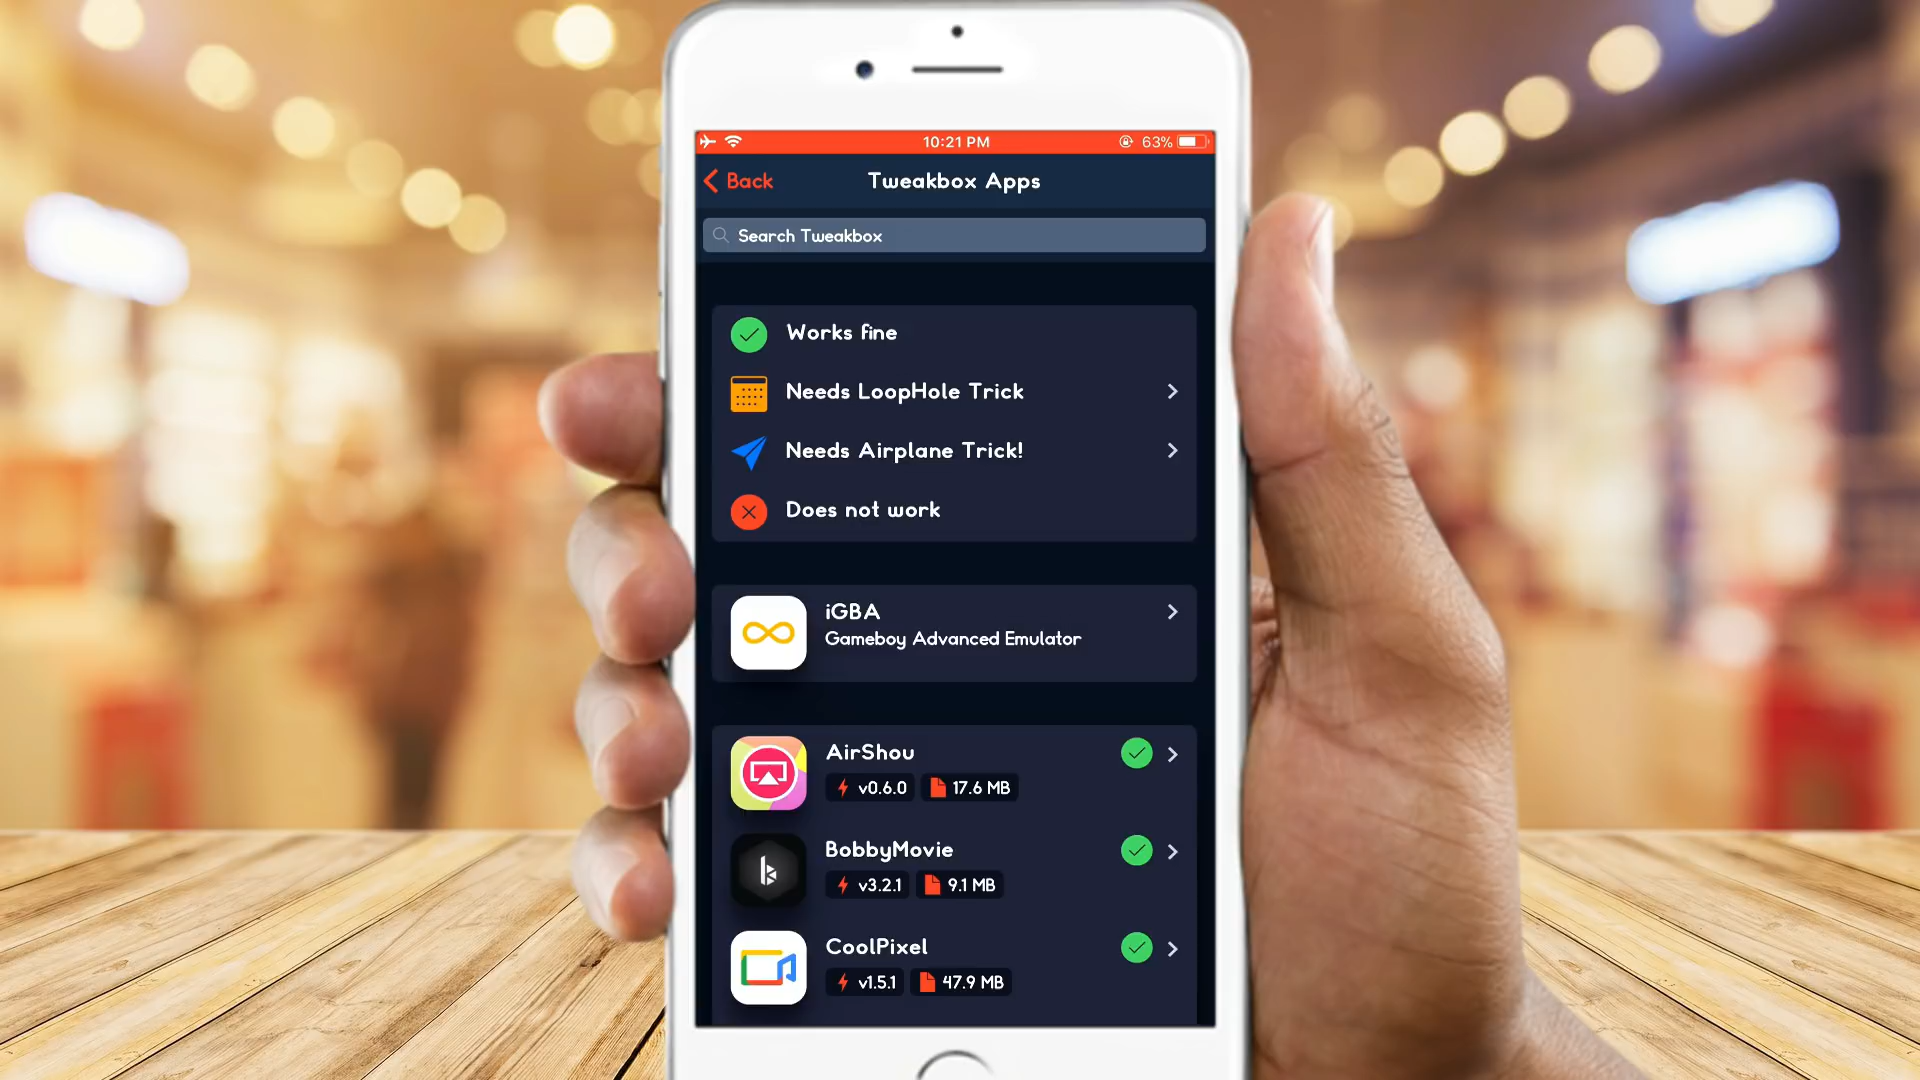 10:21 PM
63%
Back
Tweakbox Apps
Search Tweakbox
Works fine
Needs LoopHole Trick
Needs Airplane Trick!
Does not work
iGBA
Gameboy Advanced Emulator
AirShou
v0.6.0 17.6 MB
BobbyMovie
v3.2.1 9.1 MB
CoolPixel
v1.5.1 47.9 MB